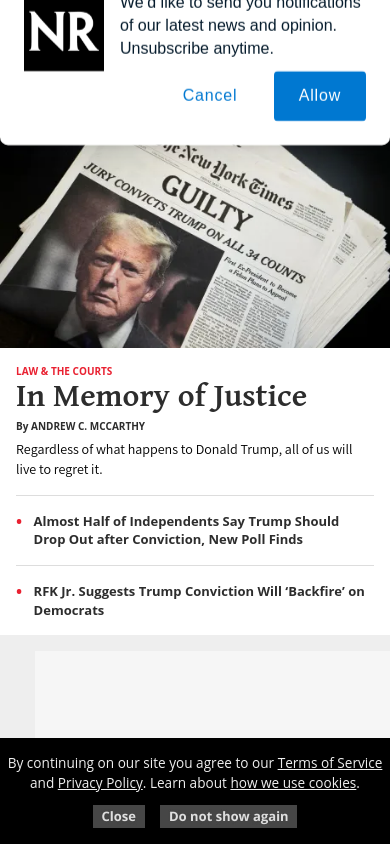 NR
We'd like to send you notifications
of our latest news and opinion.
Unsubscribe anytime.
Cancel
Allow
New York Times
GUILTY
JURY CONVICTS TRUMP ON ALL 34 COUNTS
First Ex-President to Become
a Felon Plans to Appeal
LAW & THE COURTS
In Memory of Justice
By ANDREW C. MCCARTHY
Regardless of what happens to Donald Trump, all of us will
live to regret it.
• Almost Half of Independents Say Trump Should
Drop Out after Conviction, New Poll Finds
• RFK Jr. Suggests Trump Conviction Will ‘Backfire’ on
Democrats
By continuing on our site you agree to our Terms of Service
and Privacy Policy. Learn about how we use cookies.
Close
Do not show again